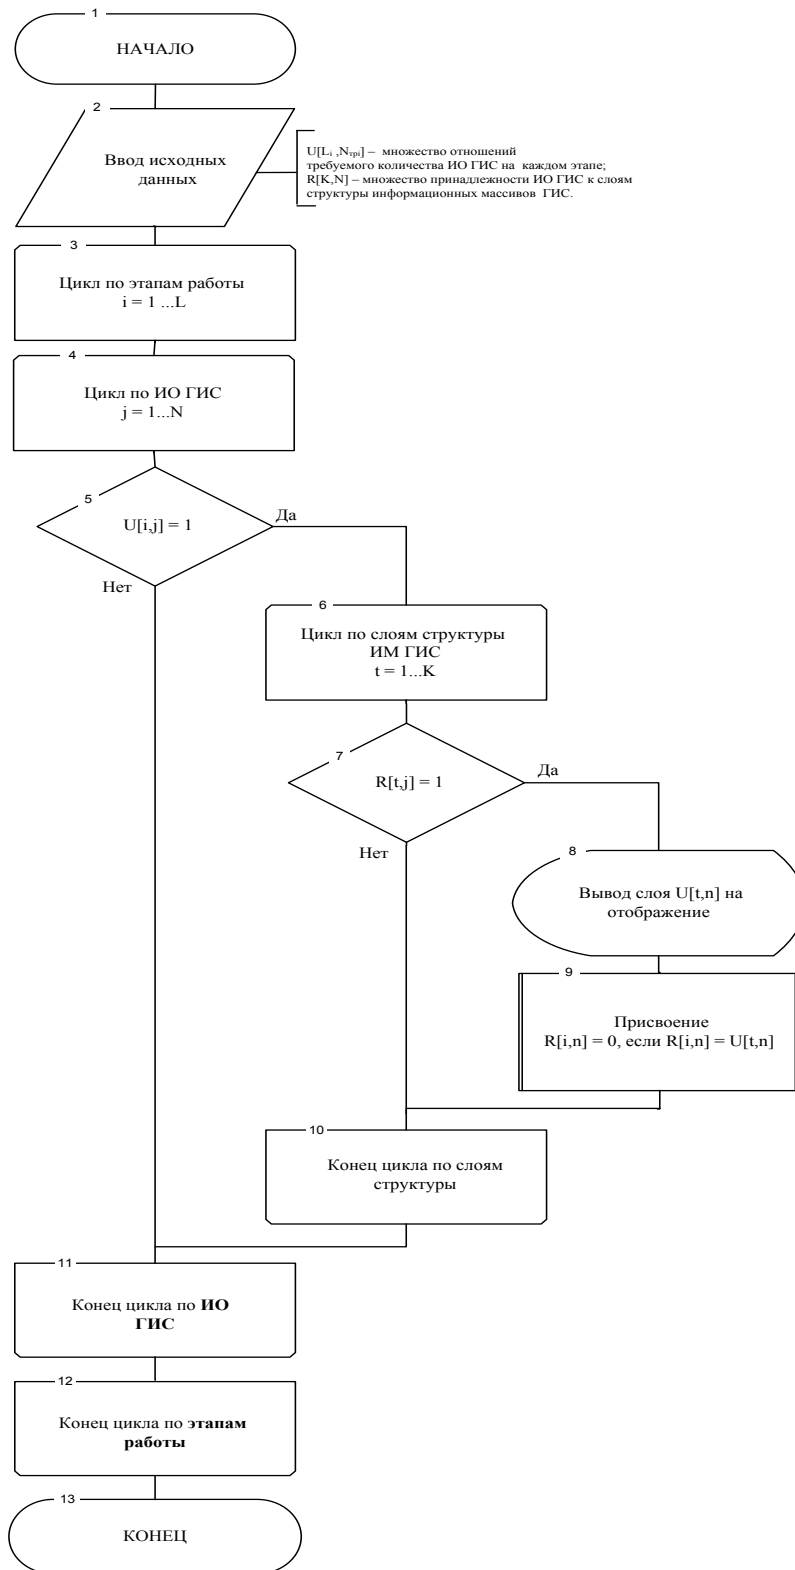 1
НАЧАЛО
2
Ввод исходных
данных
U[Li ,Nтрi] – множество отношений
требуемого количества ИО ГИС на каждом этапе;
R[K,N] – множество принадлежности ИО ГИС к слоям
структуры информационных массивов ГИС.
3
Цикл по этапам работы
i = 1 ...L
4
Цикл по ИО ГИС
j = 1...N
5
U[i,j] = 1
Да
Нет
6
Цикл по слоям структуры
ИМ ГИС
t = 1...K
7
R[t,j] = 1
Да
Нет
8
Вывод слоя U[t,n] на
отображение
9
Присвоение
R[i,n] = 0, если R[i,n] = U[t,n]
10
Конец цикла по слоям
структуры
11
Конец цикла по ИО
ГИС
12
Конец цикла по этапам
работы
13
КОНЕЦ